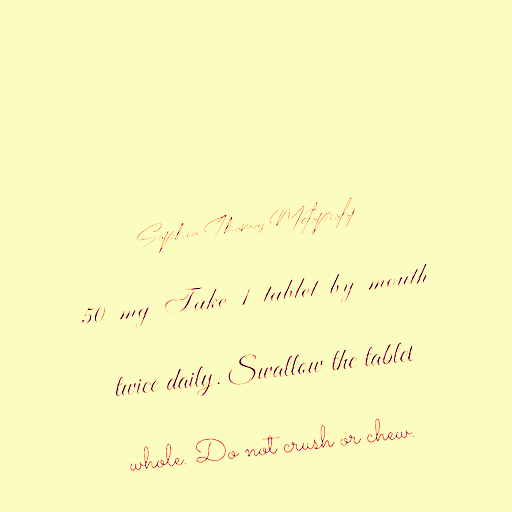 Sophia Thomas Metoprolol
50 mg Take 1 tablet by mouth
twice daily. Swallow the tablet
whole. Do not crush or chew.